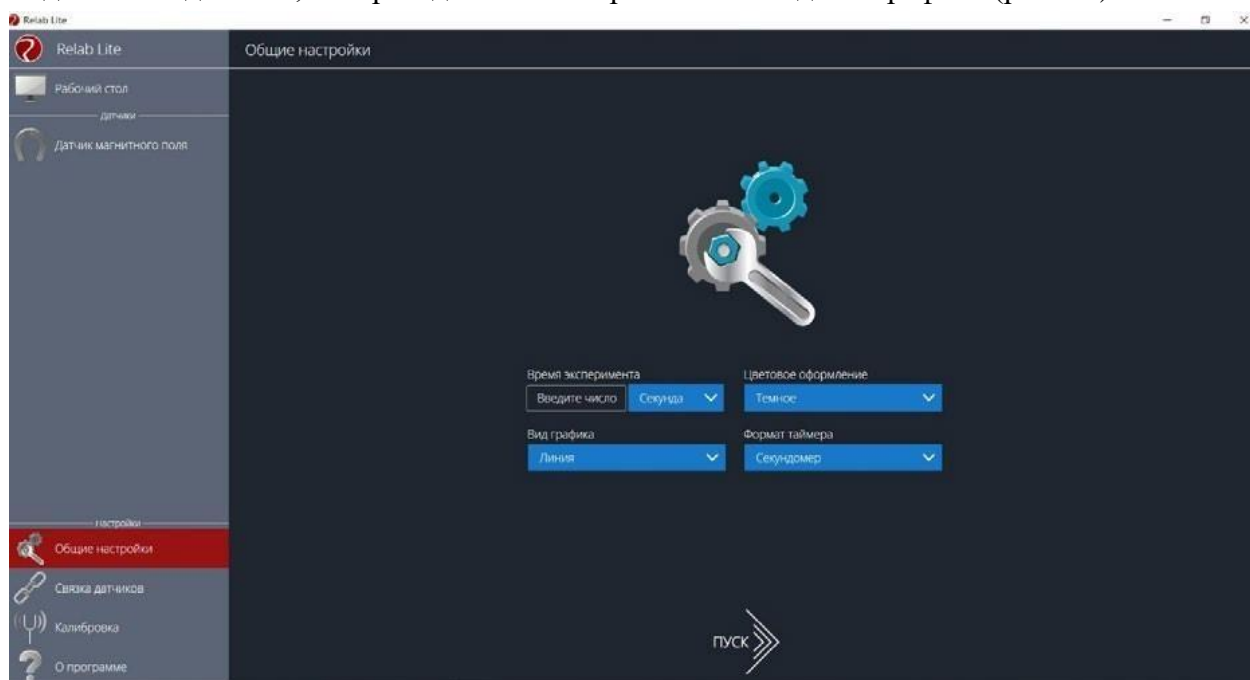 Relab Lite
Relab Lite
Общие настройки
Рабочий стол
Датчики
Датчик магнитного поля
Время эксперимента
Цветовое оформление
Введите число
Секунда
Темное
Вид графика
Формат таймера
Линия
Секундомер
Настройки
Общие настройки
Связка датчиков
Калибровка
О программе
ПУСК